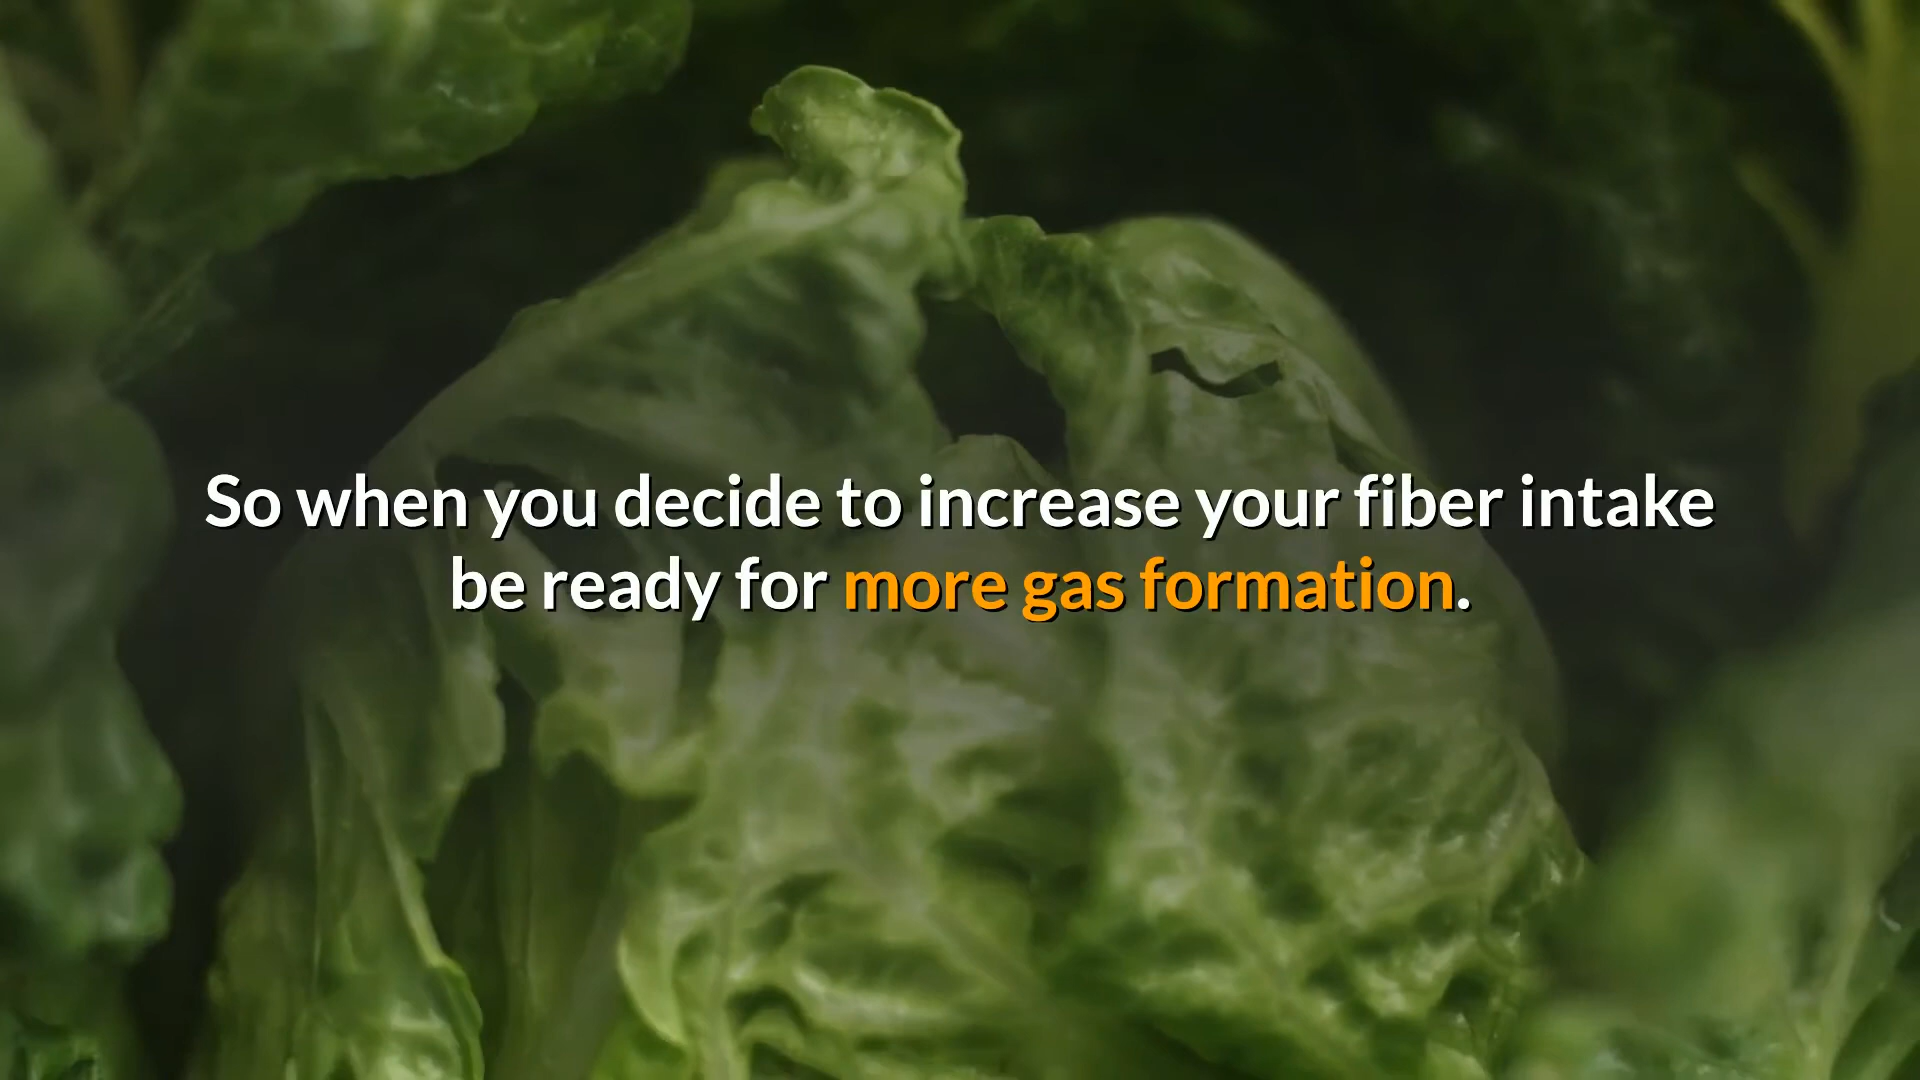 So when you decide to increase your fiber intake
be ready for more gas formation.